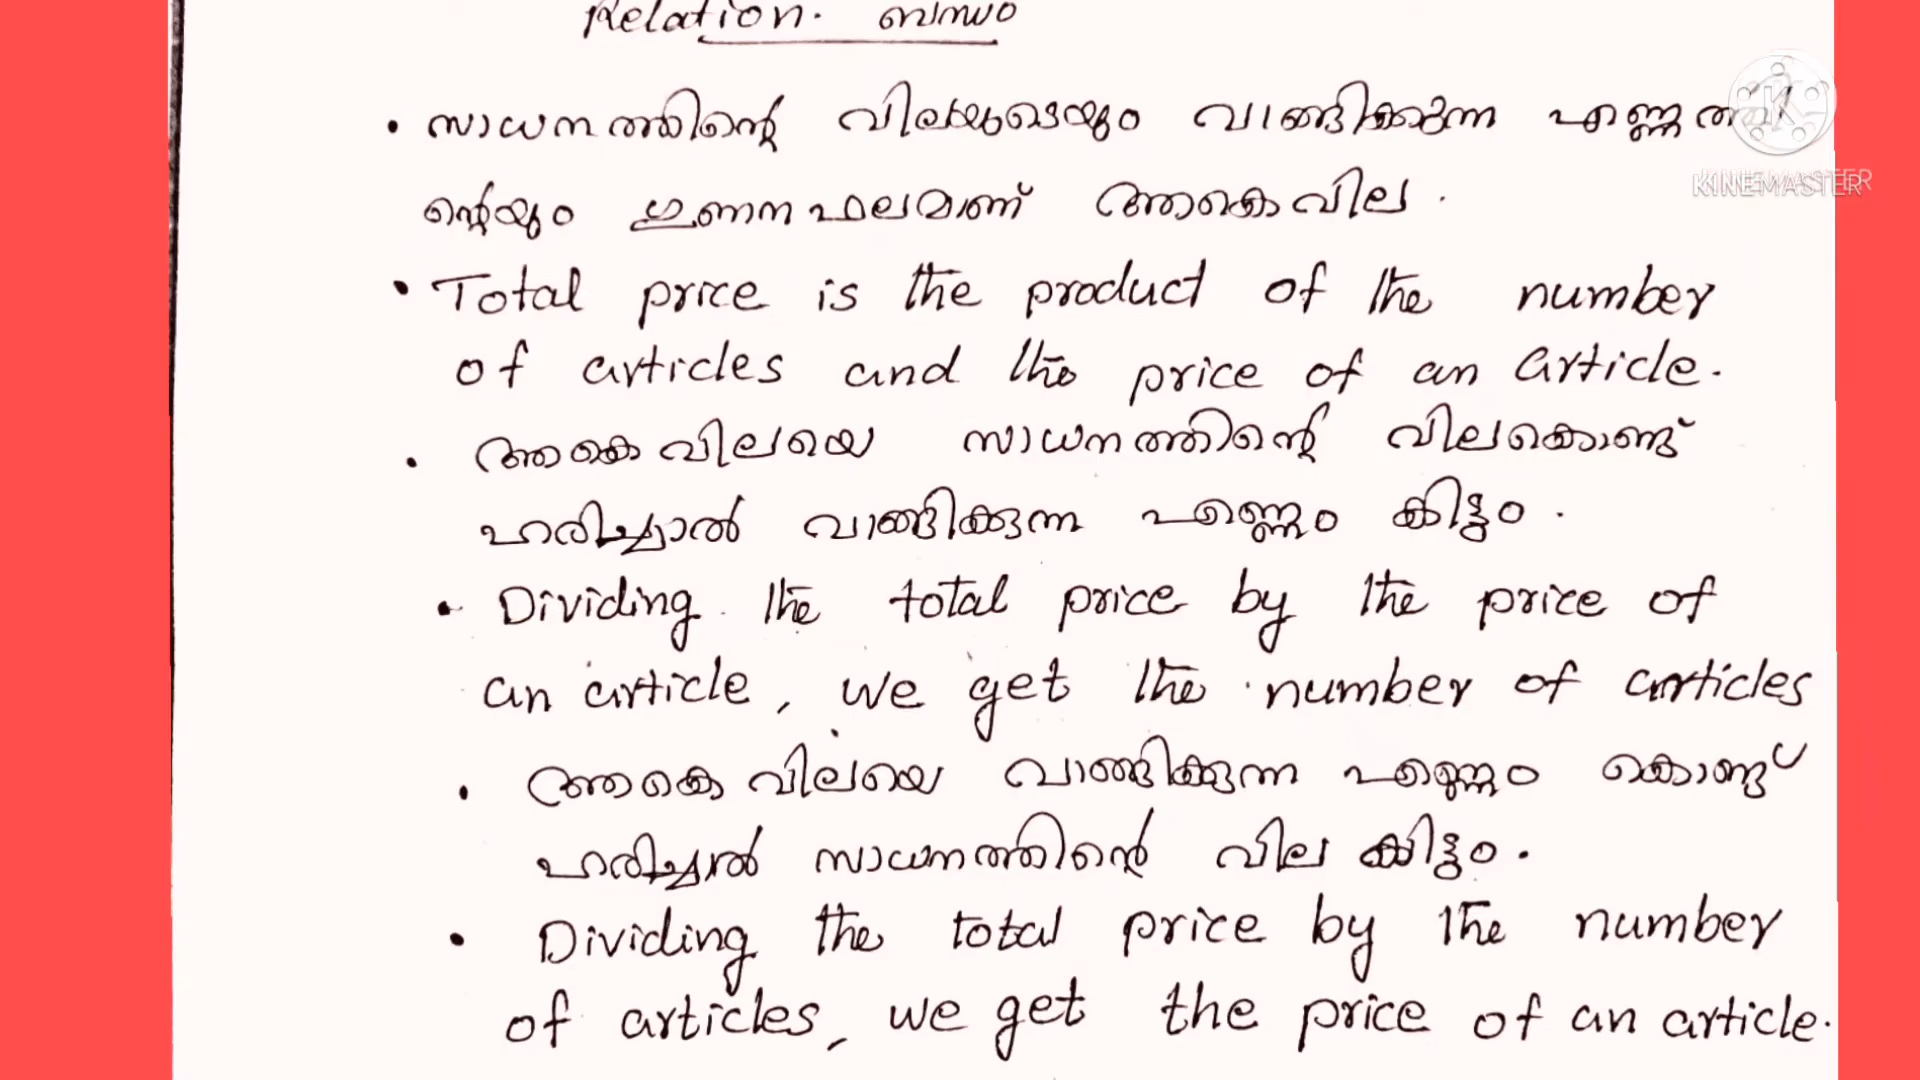 Relation. ബന്ധം
• സാധനത്തിന്റെ വിലയുടെയും വാങ്ങിക്കുന്ന എണ്ണത്തി
ന്റെയും ഗുണനഫലമാണ് ആകെവില.
• Total price is the product of the number
of articles and the price of an article.
• ആകെ വിലയെ സാധനത്തിന്റെ വിലകൊണ്ട്
ഹരിച്ചാൽ വാങ്ങിക്കുന്ന എണ്ണം കിട്ടും.
• Dividing the total price by the price of
an article, we get the number of articles
• ആകെ വിലയെ വാങ്ങിക്കുന്ന എണ്ണം കൊണ്ട്
ഹരിച്ചാൽ സാധനത്തിന്റെ വില കിട്ടും.
• Dividing the total price by the number
of articles, we get the price of an article.
KINEMASTER